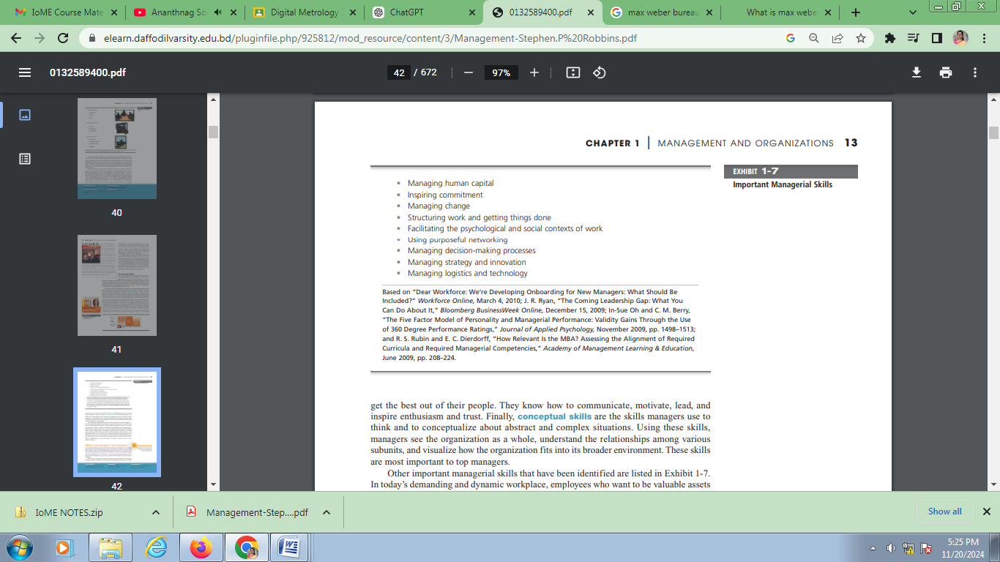 IoME Course Mate
Ananthnag So
Digital Metrology
ChatGPT
0132589400.pdf
max weber bureau
What is max webe
elearn.daffodilvarsity.edu.bd/pluginfile.php/925812/mod_resource/content/3/Management-Stephen.P%20Robbins.pdf
0132589400.pdf
42 / 672
97%
40
41
42
CHAPTER 1 | MANAGEMENT AND ORGANIZATIONS 13
EXHIBIT 1-7
Important Managerial Skills
• Managing human capital
• Inspiring commitment
• Managing change
• Structuring work and getting things done
• Facilitating the psychological and social contexts of work
• Using purposeful networking
• Managing decision-making processes
• Managing strategy and innovation
• Managing logistics and technology
Based on “Dear Workforce: We’re Developing Onboarding for New Managers: What Should Be
Included?” Workforce Online, March 4, 2010; J. R. Ryan, “The Coming Leadership Gap: What You
Can Do About It,” Bloomberg BusinessWeek Online, December 15, 2009; In-Sue Oh and C. M. Berry,
“The Five Factor Model of Personality and Managerial Performance: Validity Gains Through the Use
of 360 Degree Performance Ratings,” Journal of Applied Psychology, November 2009, pp. 1498–1513;
and R. S. Rubin and E. C. Dierdorff, “How Relevant Is the MBA? Assessing the Alignment of Required
Curricula and Required Managerial Competencies,” Academy of Management Learning & Education,
June 2009, pp. 208–224.
get the best out of their people. They know how to communicate, motivate, lead, and
inspire enthusiasm and trust. Finally, conceptual skills are the skills managers use to
think and to conceptualize about abstract and complex situations. Using these skills,
managers see the organization as a whole, understand the relationships among various
subunits, and visualize how the organization fits into its broader environment. These skills
are most important to top managers.
Other important managerial skills that have been identified are listed in Exhibit 1-7.
In today’s demanding and dynamic workplace, employees who want to be valuable assets
IoME NOTES.zip
Management-Step....pdf
Show all
5:25 PM
11/20/2024